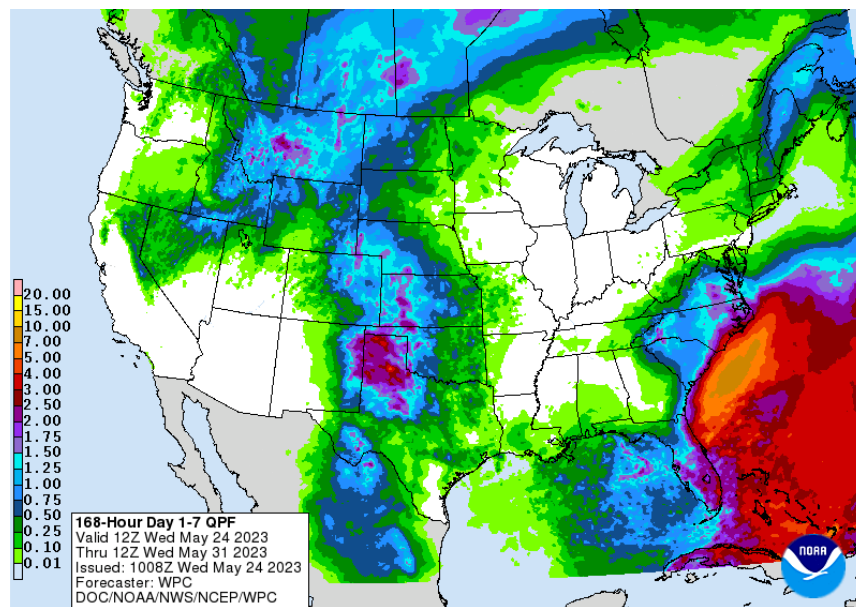 20.00
15.00
10.00
7.00
5.00
4.00
3.00
2.50
2.00
1.75
1.50
1.25
1.00
0.75
0.50
0.25
0.10
0.01
168-Hour Day 1-7 QPF
Valid 12Z Wed May 24 2023
Thru 12Z Wed May 31 2023
Issued: 1008Z Wed May 24 2023
Forecaster: WPC
DOC/NOAA/NWS/NCEP/WPC
NOAA